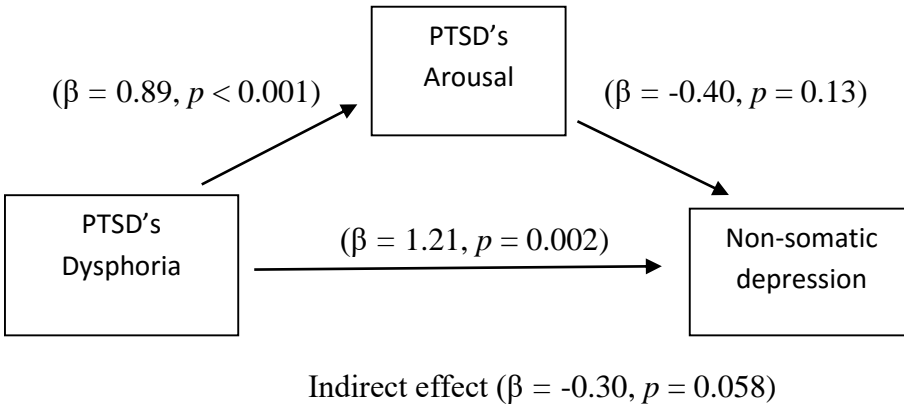 PTSD’s
Arousal
(β = 0.89, p < 0.001)
(β = -0.40, p = 0.13)
PTSD’s
Dysphoria
(β = 1.21, p = 0.002)
Non-somatic
depression
Indirect effect (β = -0.30, p = 0.058)